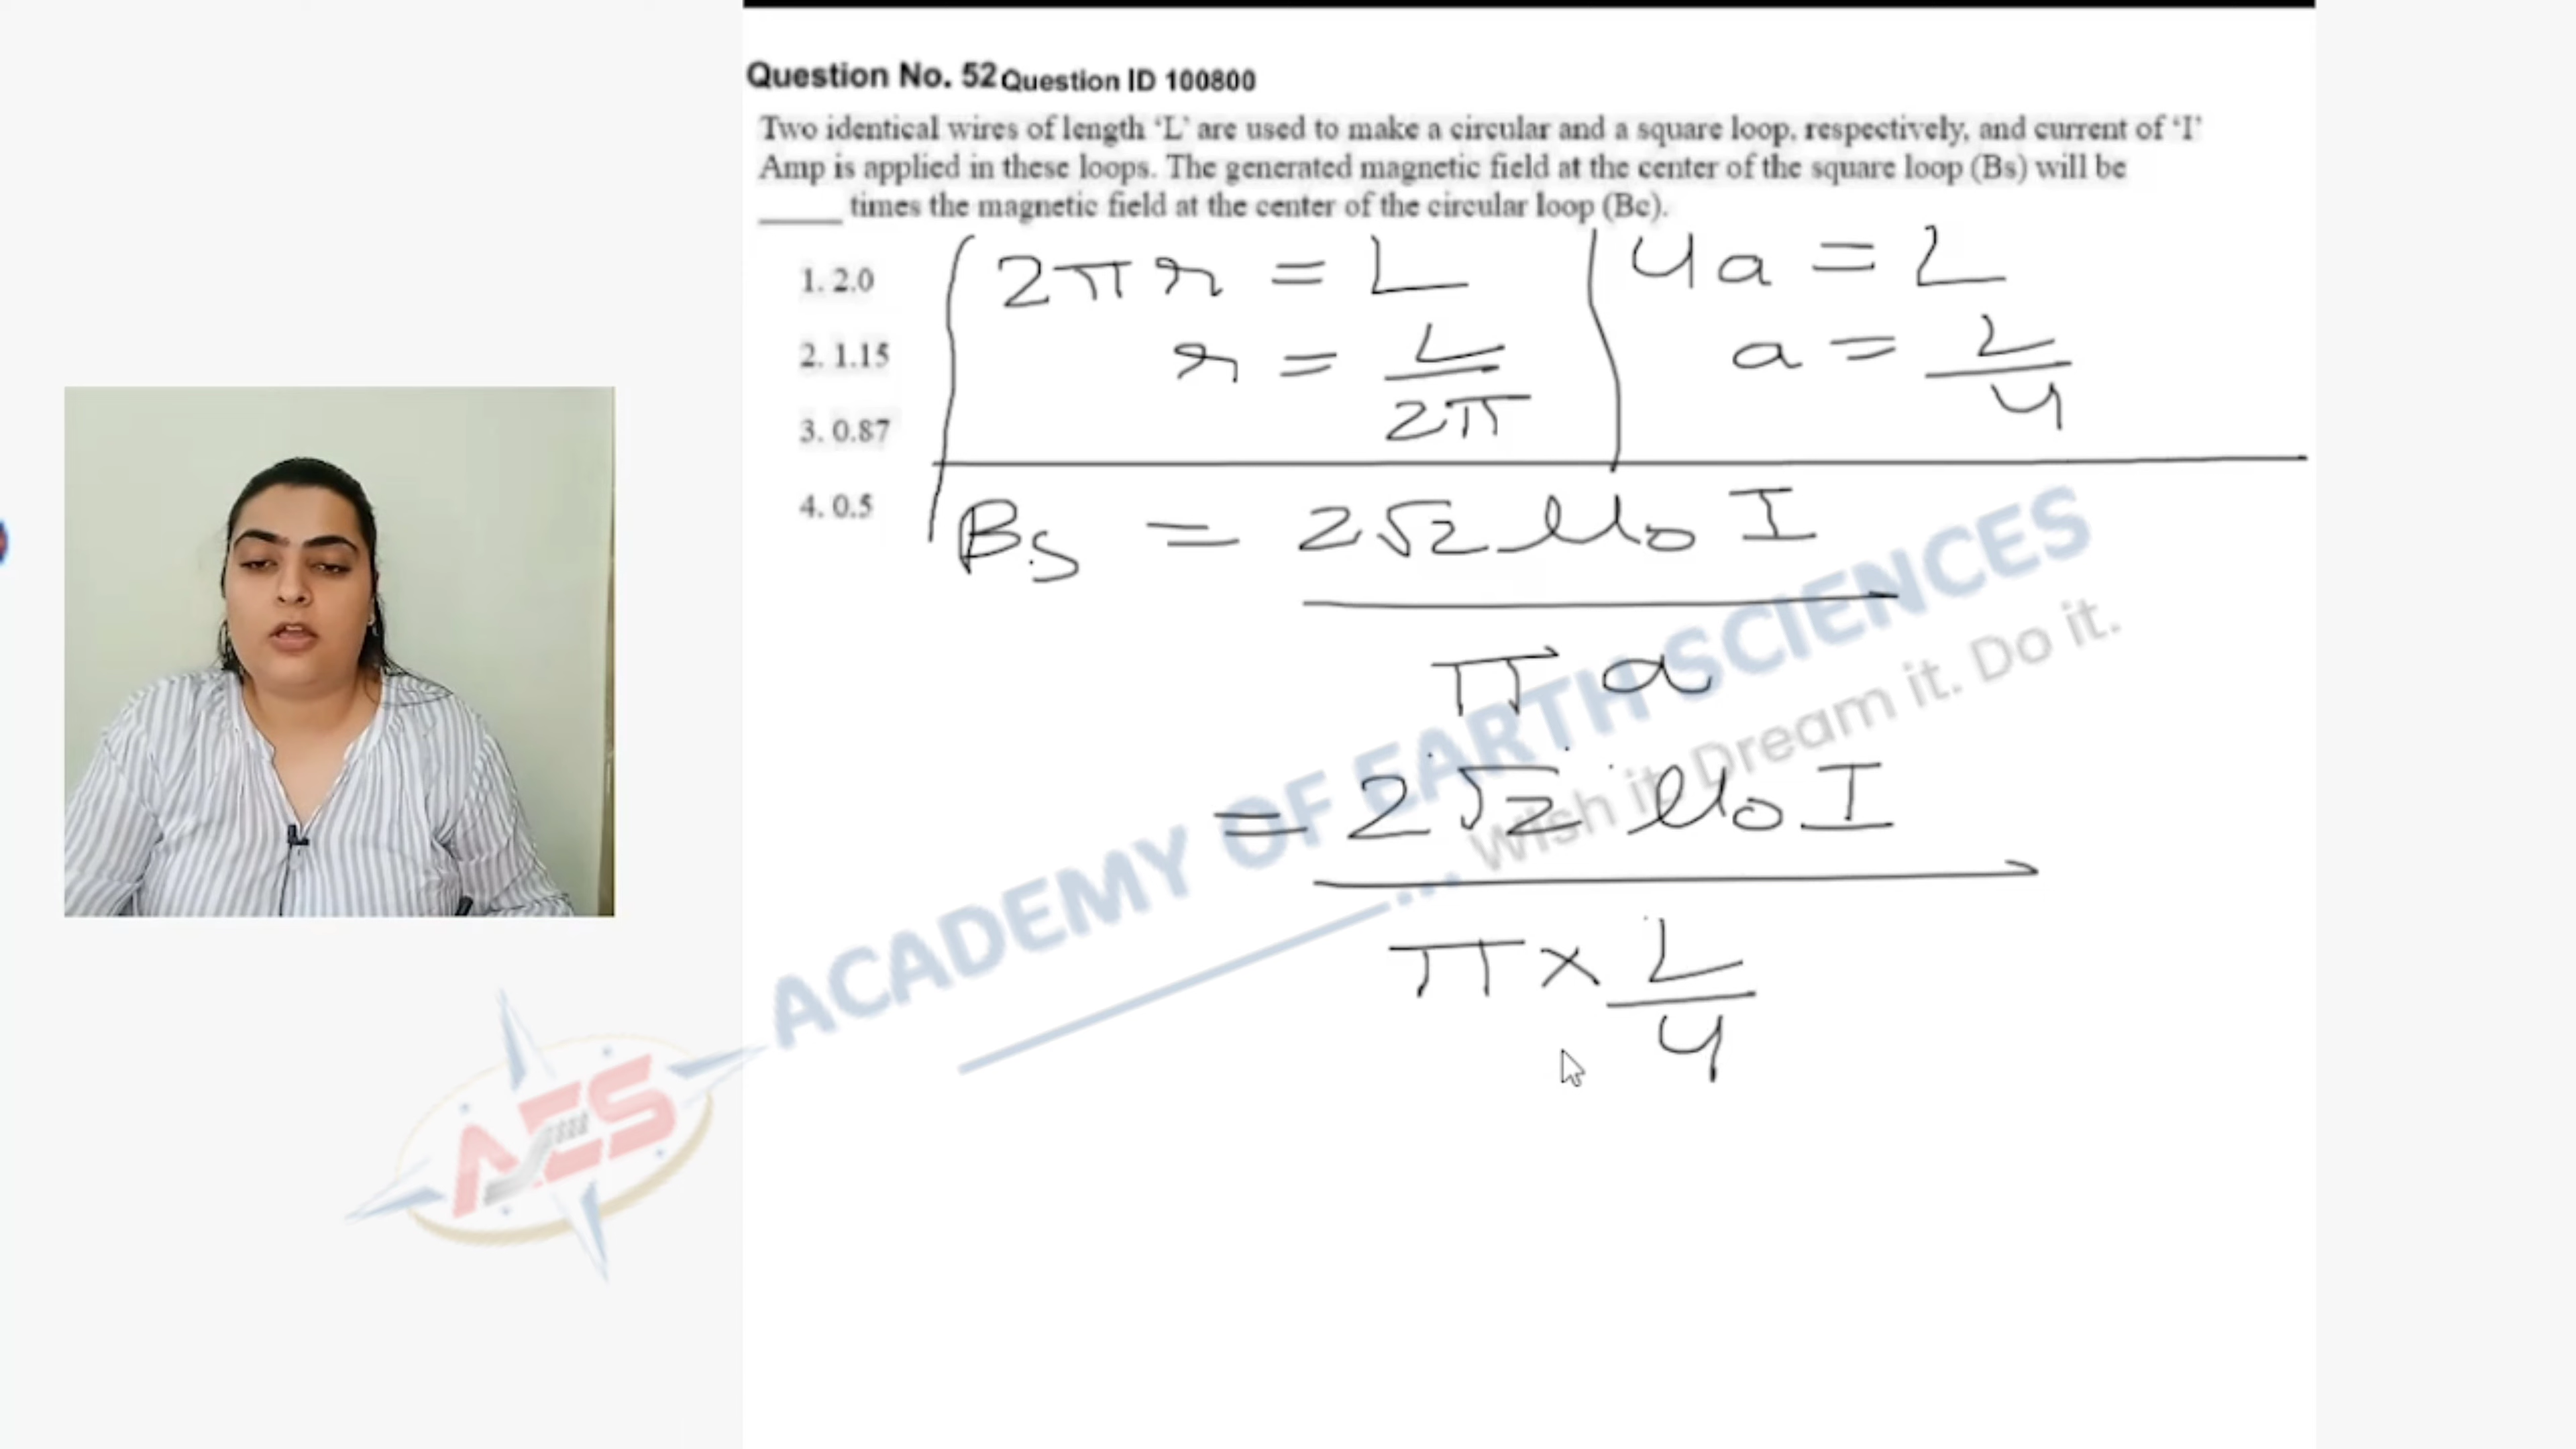 Question No. 52 Question ID 100800
Two identical wires of length ‘L’ are used to make a circular and a square loop, respectively, and current of ‘I’
Amp is applied in these loops. The generated magnetic field at the center of the square loop (Bs) will be
_____ times the magnetic field at the center of the circular loop (Bc).
1. 2.0
2. 1.15
3. 0.87
4. 0.5
2πr = L
r = L/2π
4a = L
a = L/4
Bs = 2√2 μ₀ I / π a
= 2√2 μ₀ I / π × L/4
ACADEMY OF EARTH SCIENCES
... Wish it. Dream it. Do it.
AES